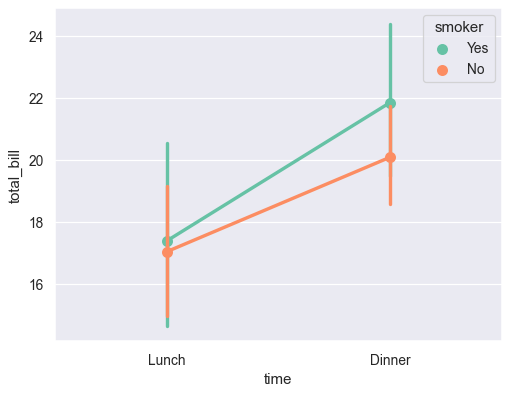 smoker
Yes
No
24
22
20
18
16
total_bill
Lunch
Dinner
time